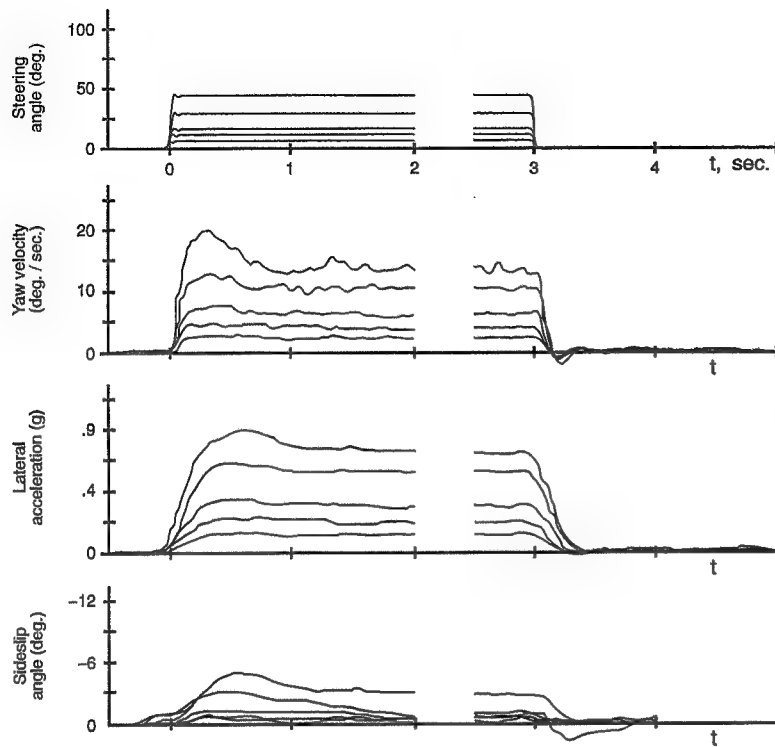 Steering
angle (deg.)
100
50
0
0
1
2
3
4
t, sec.
Yaw velocity
(deg. / sec.)
20
10
0
t
Lateral
acceleration (g)
.9
.4
0
t
Sideslip
angle (deg.)
-12
-6
0
t